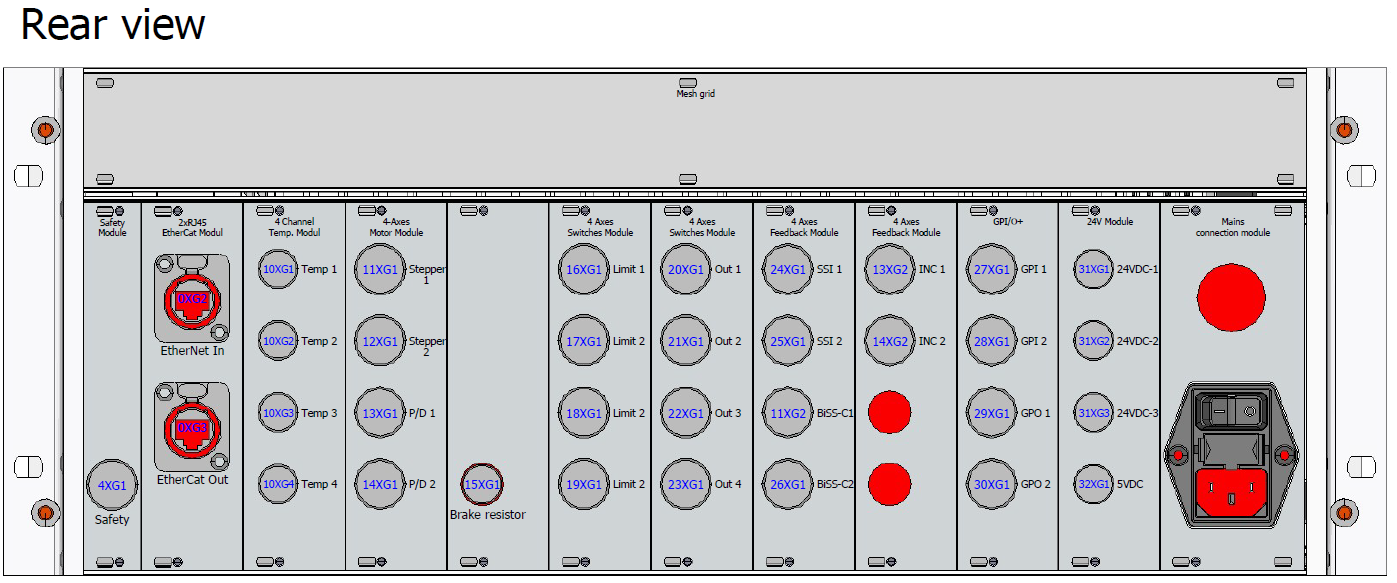 Rear view
Mesh grid
Safety
Module
2xRJ45
EtherCat Modul
4 Channel
Temp. Modul
4-Axes
Motor Module
4 Axes
Switches Module
4 Axes
Switches Module
4 Axes
Feedback Module
4 Axes
Feedback Module
GPI/O+
24V Module
Mains
connection module
10XG1 Temp 1
11XG1 Stepper
1
16XG1 Limit 1
20XG1 Out 1
24XG1 SSI 1
13XG2 INC 1
27XG1 GPI 1
31XG1 24VDC-1
0XG2
EtherNet In
10XG2 Temp 2
12XG1 Stepper
2
17XG1 Limit 2
21XG1 Out 2
25XG1 SSI 2
14XG2 INC 2
28XG1 GPI 2
31XG2 24VDC-2
10XG3 Temp 3
13XG1 P/D 1
18XG1 Limit 2
22XG1 Out 3
11XG2 BiSS-C1
29XG1 GPO 1
31XG3 24VDC-3
0XG3
EtherCat Out
4XG1
Safety
10XG4 Temp 4
14XG1 P/D 2
15XG1
Brake resistor
19XG1 Limit 2
23XG1 Out 4
26XG1 BiSS-C2
30XG1 GPO 2
32XG1 5VDC